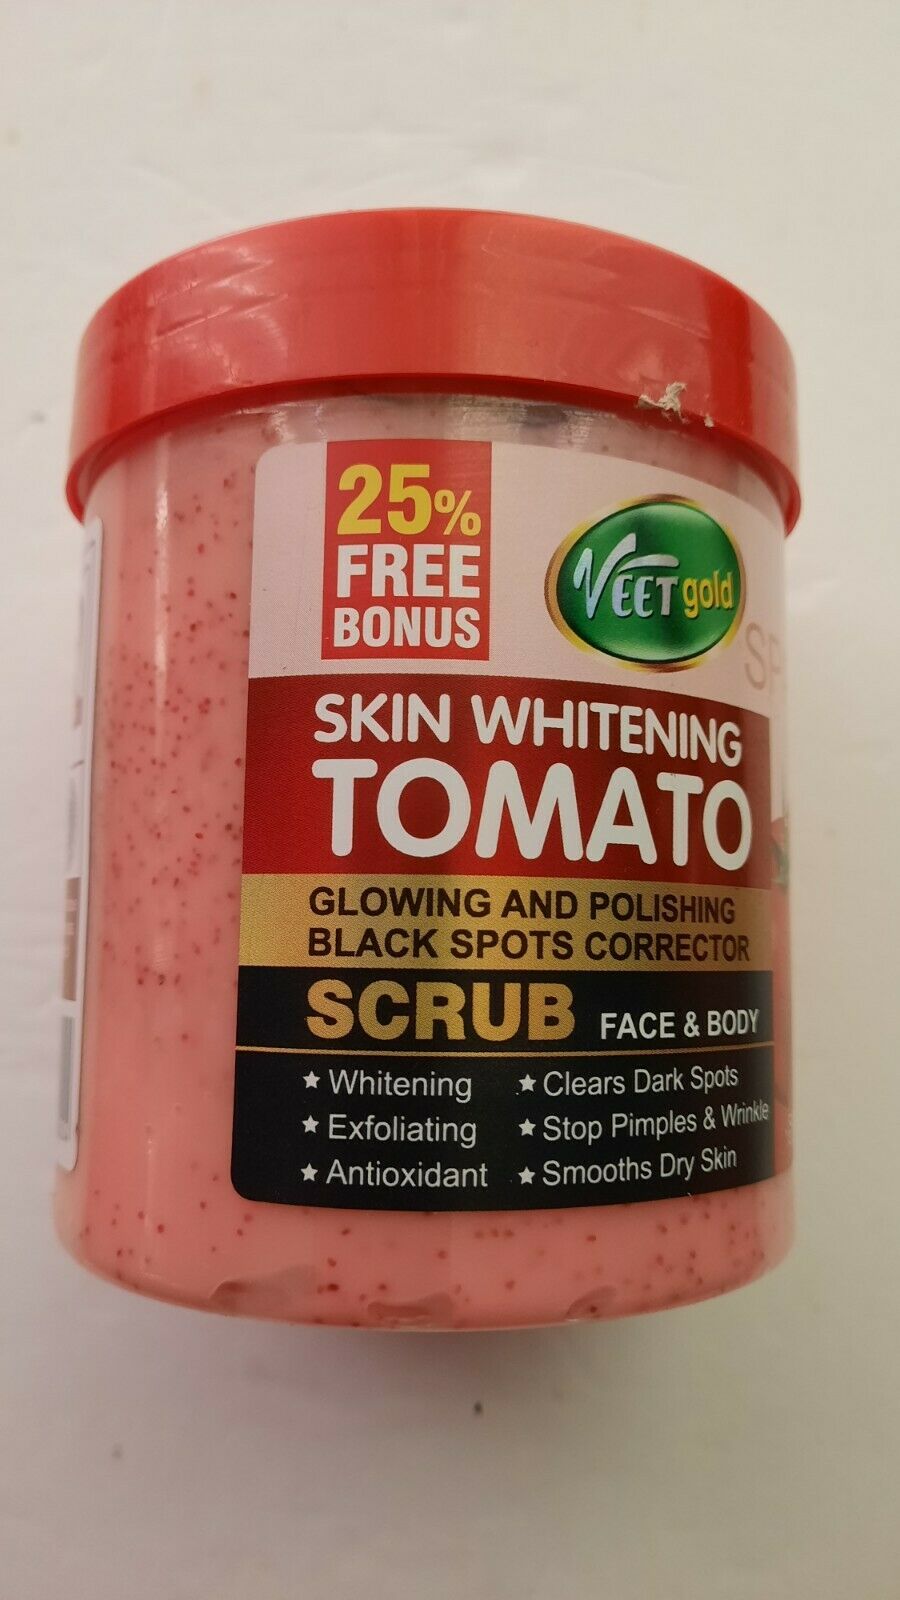 25%
FREE
BONUS
VEET gold
SKIN WHITENING
TOMATO
GLOWING AND POLISHING
BLACK SPOTS CORRECTOR
SCRUB FACE & BODY
★ Whitening ★ Clears Dark Spots
★ Exfoliating ★ Stop Pimples & Wrinkle
★ Antioxidant ★ Smooths Dry Skin